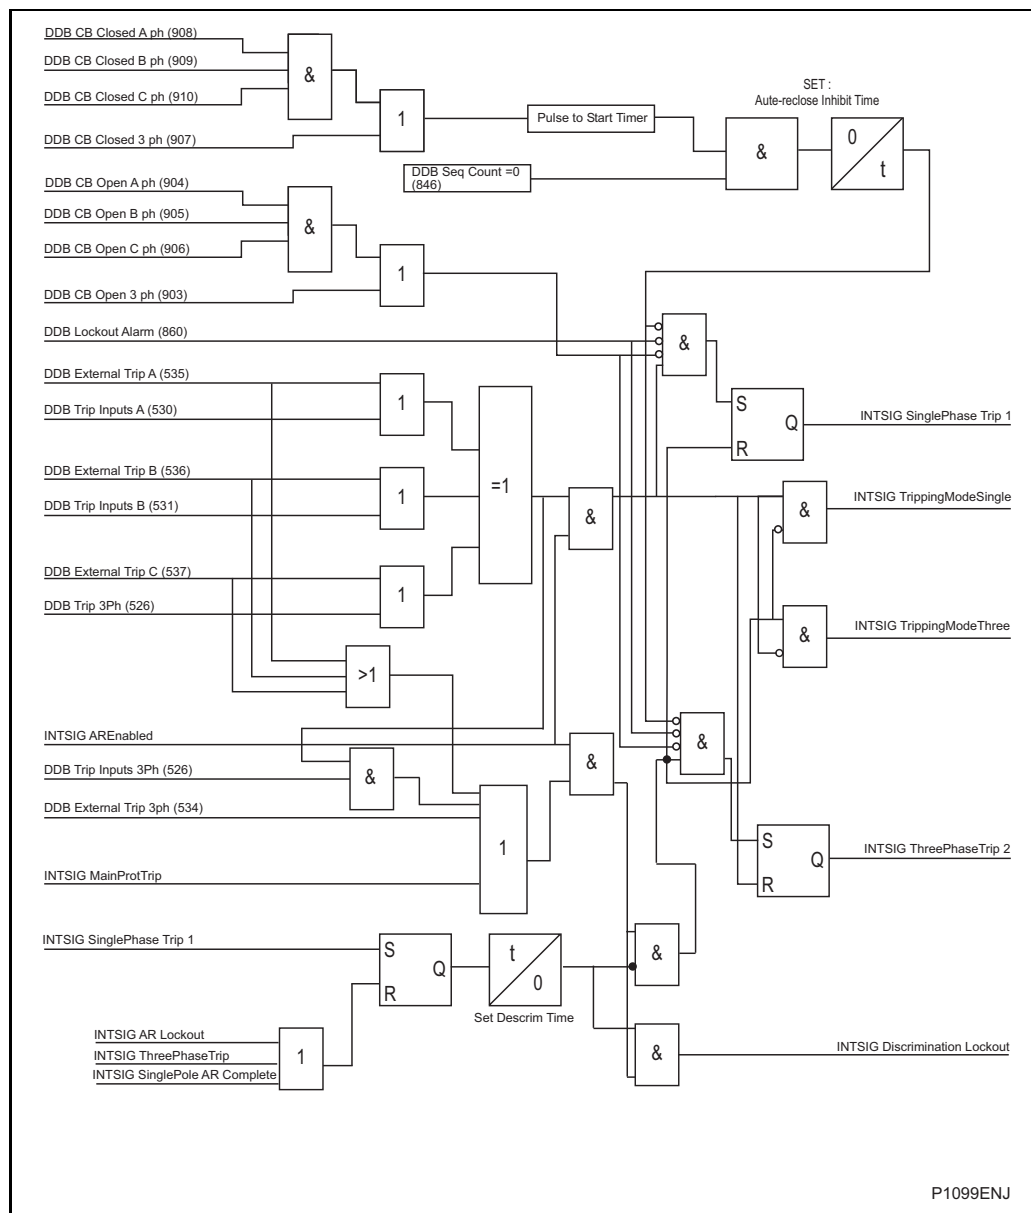 DDB CB Closed A ph (908)
DDB CB Closed B ph (909)
DDB CB Closed C ph (910)
&
DDB CB Closed 3 ph (907)
1
Pulse to Start Timer
DDB Seq Count =0
(846)
&
SET :
Auto-reclose Inhibit Time
0
t
DDB CB Open A ph (904)
DDB CB Open B ph (905)
DDB CB Open C ph (906)
&
DDB CB Open 3 ph (903)
1
DDB Lockout Alarm (860)
&
DDB External Trip A (535)
DDB Trip Inputs A (530)
1
S
Q
R
INTSIG SinglePhase Trip 1
DDB External Trip B (536)
DDB Trip Inputs B (531)
1
=1
&
&
INTSIG TrippingModeSingle
DDB External Trip C (537)
DDB Trip 3Ph (526)
1
&
INTSIG TrippingModeThree
>1
INTSIG AREnabled
&
&
DDB Trip Inputs 3Ph (526)
&
DDB External Trip 3ph (534)
1
S
Q
R
INTSIG ThreePhaseTrip 2
INTSIG MainProtTrip
INTSIG SinglePhase Trip 1
S
Q
R
t
0
Set Descrim Time
&
INTSIG AR Lockout
INTSIG ThreePhaseTrip
INTSIG SinglePole AR Complete
1
&
INTSIG Discrimination Lockout
P1099ENJ